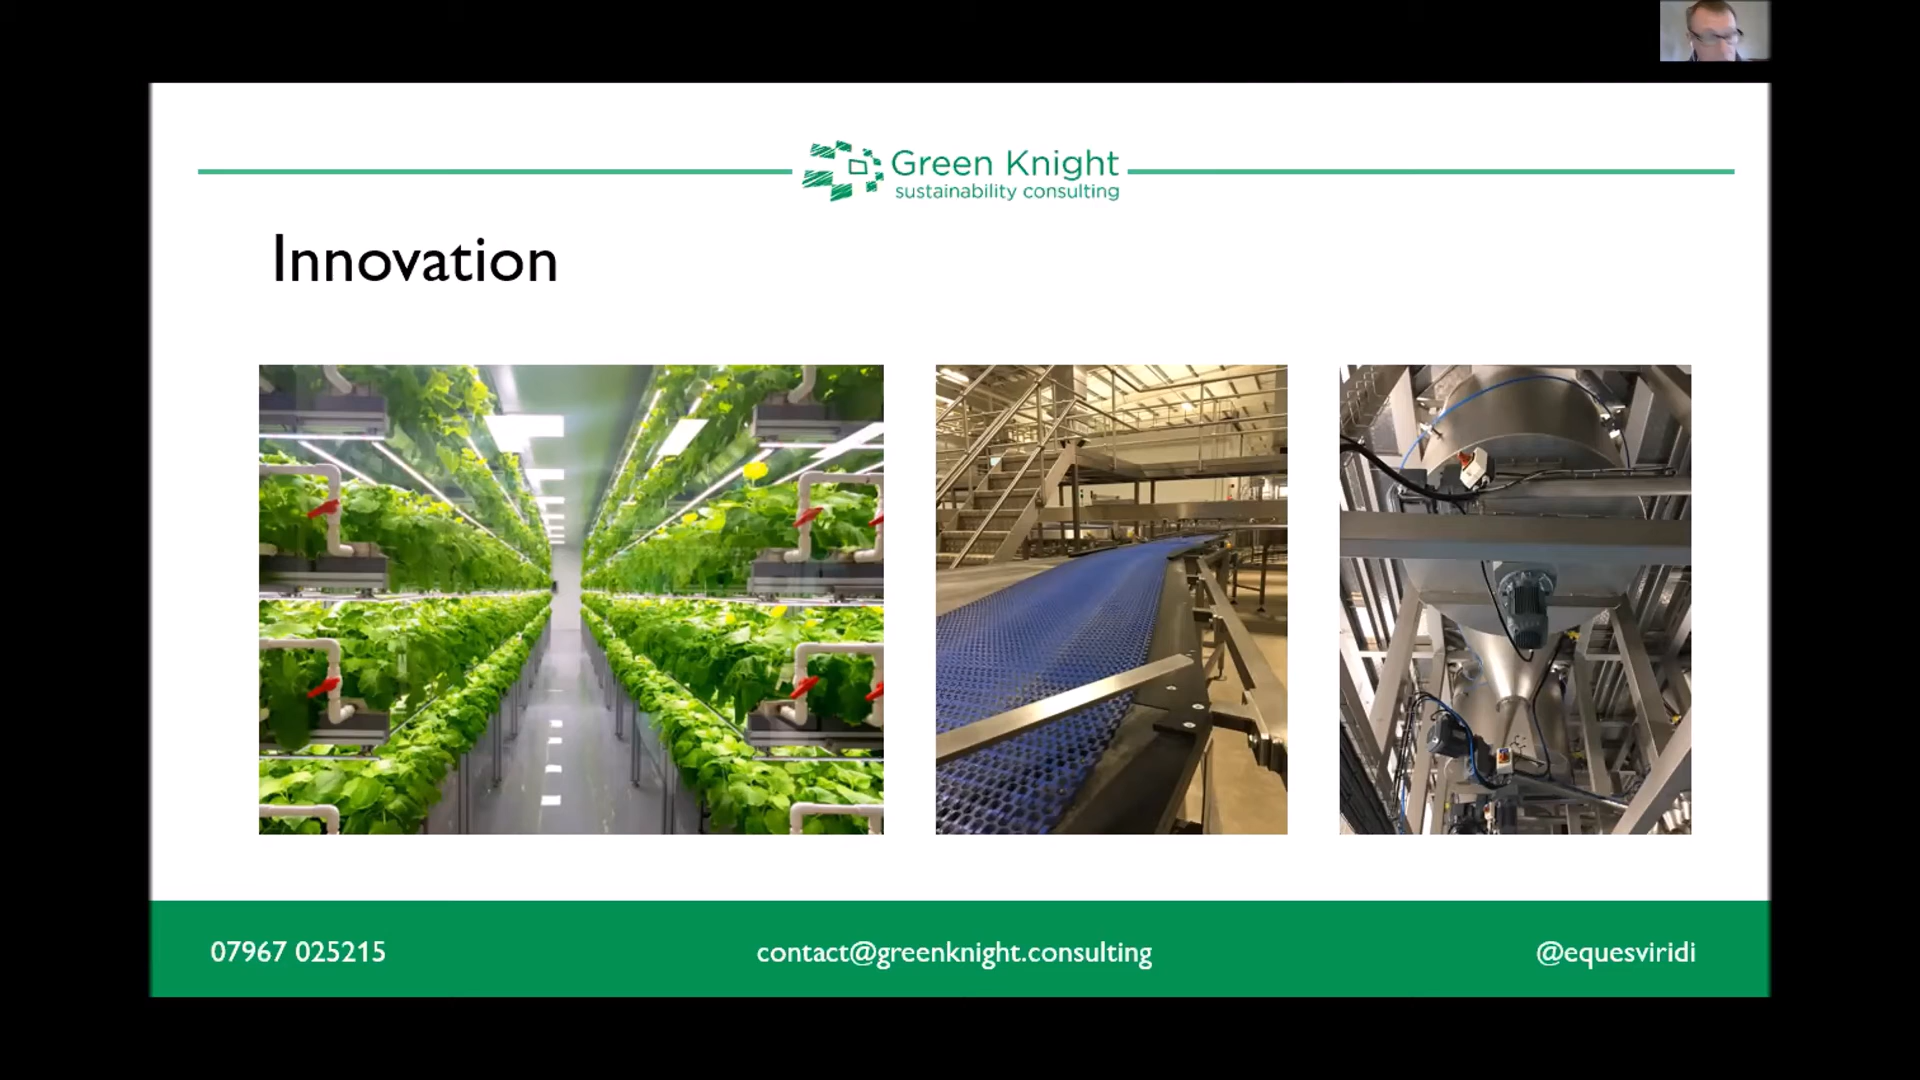 Green Knight
sustainability consulting
Innovation
07967 025215
contact@greenknight.consulting
@equesviridi